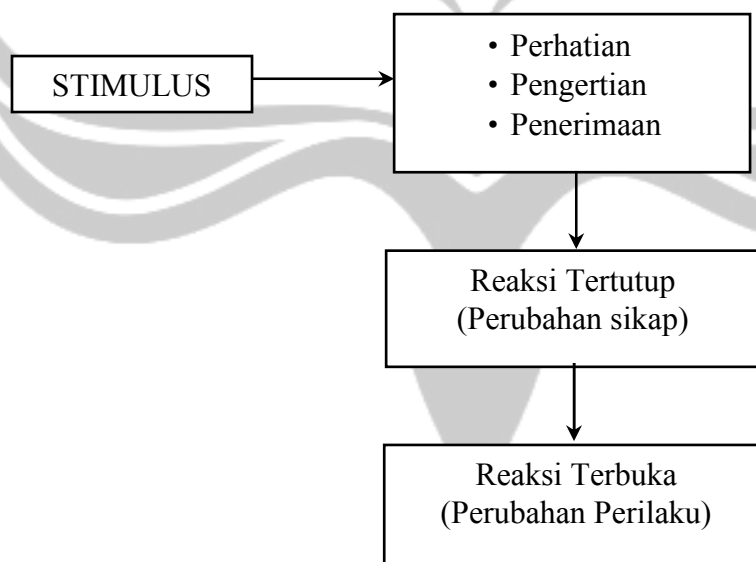 STIMULUS
• Perhatian
• Pengertian
• Penerimaan
Reaksi Tertutup
(Perubahan sikap)
Reaksi Terbuka
(Perubahan Perilaku)